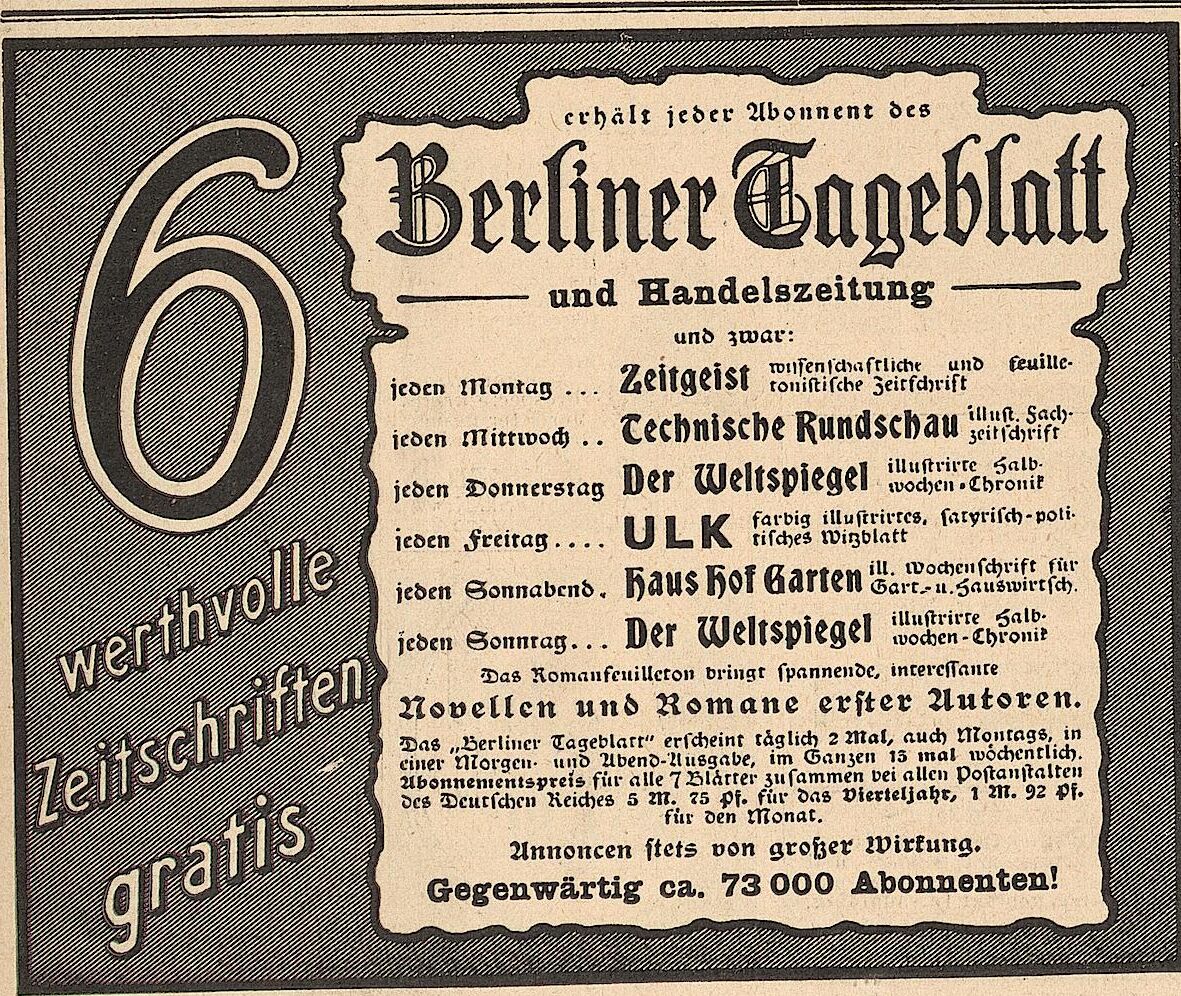 6
werthvolle
Zeitschriften
gratis
erhält jeder Abonnent des
Berliner Tageblatt
und Handelszeitung
und zwar:
jeden Montag ... Zeitgeist wissenschaftliche und feuille-
tonistische Zeitschrift
jeden Mittwoch .. Technische Rundschau illust. Fach-
zeitschrift
jeden Donnerstag Der Weltspiegel illustrirte Halb-
wochen-Chronik
jeden Freitag.... ULK farbig illustrirtes, satyrisch-poli-
tisches Witzblatt
jeden Sonnabend. Haus Hof Garten ill. Wochenschrift für
Gart.- u. Hauswirtsch.
jeden Sonntag... Der Weltspiegel illustrirte Halb-
wochen-Chronik
Das Romanfeuilleton bringt spannende, interessante
Novellen und Romane erster Autoren.
Das „Berliner Tageblatt" erscheint täglich 2 Mal, auch Montags, in
einer Morgen- und Abend-Ausgabe, im Ganzen 13 mal wöchentlich.
Abonnementspreis für alle 7 Blätter zusammen bei allen Postanstalten
des Deutschen Reiches 5 M. 75 Pf. für das Vierteljahr, 1 M. 92 Pf.
für den Monat.
Annoncen stets von großer Wirkung.
Gegenwärtig ca. 73 000 Abonnenten!